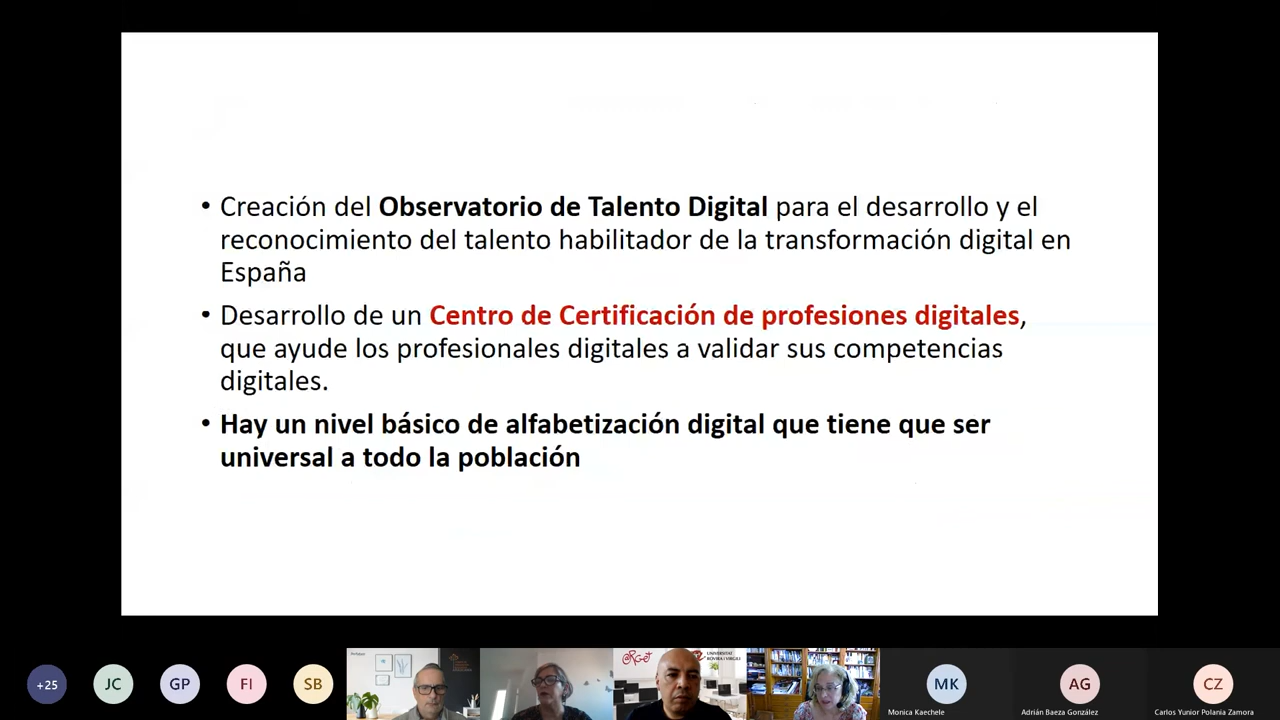 • Creación del Observatorio de Talento Digital para el desarrollo y el
reconocimiento del talento habilitador de la transformación digital en
España
• Desarrollo de un Centro de Certificación de profesiones digitales,
que ayude los profesionales digitales a validar sus competencias
digitales.
• Hay un nivel básico de alfabetización digital que tiene que ser
universal a todo la población
+25
JC
GP
FI
SB
UNIVERSITAT
ROVIRA I VIRGILI
MK
AG
CZ
Monica Kaechele
Adrián Baeza González
Carlos Yunior Polania Zamora